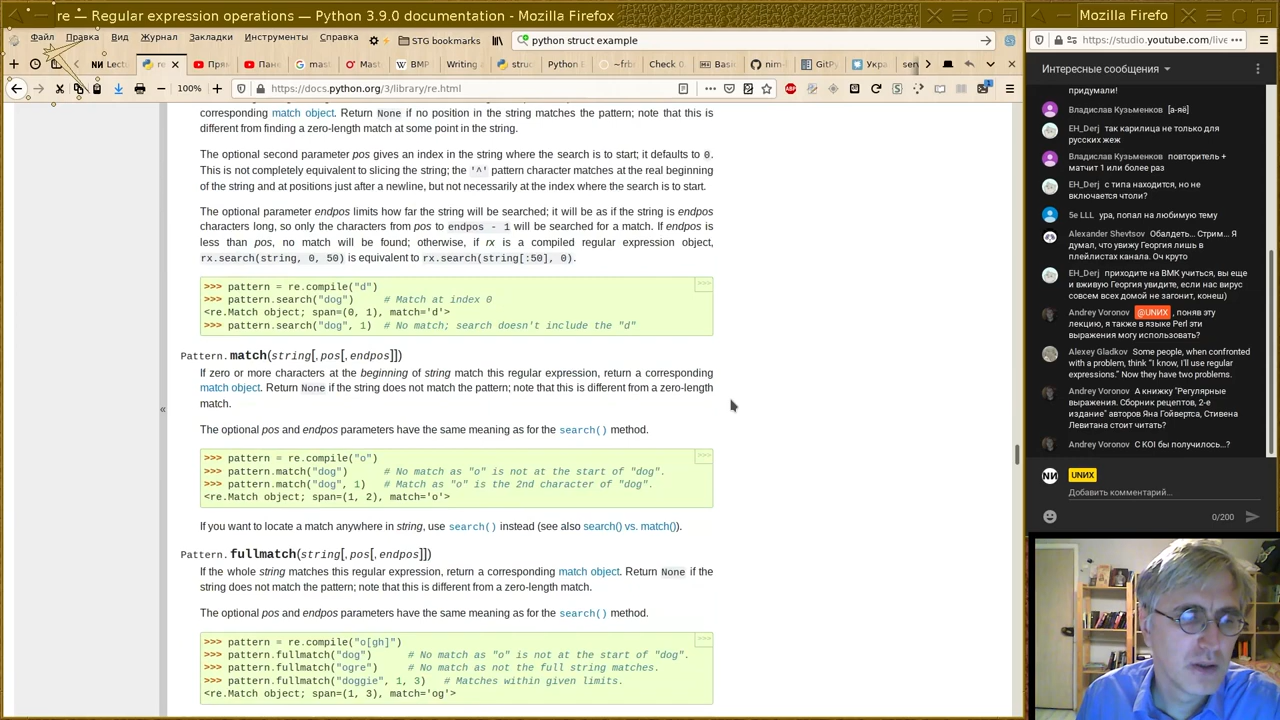 re — Regular expression operations — Python 3.9.0 documentation - Mozilla Firefox
Файл Правка Вид Журнал Закладки Инструменты Справка STG bookmarks python struct example
Lect re Пря Пане mast Mast BMP Writing struc Python E ~frb Check 0. Basi nim- GitPy Укра sen
100% https://docs.python.org/3/library/re.html
corresponding match object. Return None if no position in the string matches the pattern; note that this is
different from finding a zero-length match at some point in the string.
The optional second parameter pos gives an index in the string where the search is to start; it defaults to 0.
This is not completely equivalent to slicing the string; the '^' pattern character matches at the real beginning
of the string and at positions just after a newline, but not necessarily at the index where the search is to start.
The optional parameter endpos limits how far the string will be searched; it will be as if the string is endpos
characters long, so only the characters from pos to endpos - 1 will be searched for a match. If endpos is
less than pos, no match will be found; otherwise, if rx is a compiled regular expression object,
rx.search(string, 0, 50) is equivalent to rx.search(string[:50], 0).
>>>
>>> pattern = re.compile("d")
>>> pattern.search("dog")     # Match at index 0
<re.Match object; span=(0, 1), match='d'>
>>> pattern.search("dog", 1)  # No match; search doesn't include the "d"
Pattern.match(string[, pos[, endpos]])
If zero or more characters at the beginning of string match this regular expression, return a corresponding
match object. Return None if the string does not match the pattern; note that this is different from a zero-length
match.
The optional pos and endpos parameters have the same meaning as for the search() method.
>>>
>>> pattern = re.compile("o")
>>> pattern.match("dog")      # No match as "o" is not at the start of "dog".
>>> pattern.match("dog", 1)   # Match as "o" is the 2nd character of "dog".
<re.Match object; span=(1, 2), match='o'>
If you want to locate a match anywhere in string, use search() instead (see also search() vs. match()).
Pattern.fullmatch(string[, pos[, endpos]])
If the whole string matches this regular expression, return a corresponding match object. Return None if the
string does not match the pattern; note that this is different from a zero-length match.
The optional pos and endpos parameters have the same meaning as for the search() method.
>>>
>>> pattern = re.compile("o[gh]")
>>> pattern.fullmatch("dog")      # No match as "o" is not at the start of "dog".
>>> pattern.fullmatch("ogre")     # No match as not the full string matches.
>>> pattern.fullmatch("doggie", 1, 3)   # Matches within given limits.
<re.Match object; span=(1, 3), match='og'>
«
Mozilla Firefo
https://studio.youtube.com/live
Интересные сообщения
придумали!
Владислав Кузьменков [а-яё]
EH_Derj так карилица не только для
русских жеж
Владислав Кузьменков повторитель +
матчит 1 или более раз
EH_Derj с типа находится, но не
включается чтоли?
5e LLL ура, попал на любимую тему
Alexander Shevtsov Обалдеть... Стрим... Я
думал, что увижу Георгия лишь в
плейлистах канала. Оч круто
EH_Derj приходите на ВМК учиться, вы еще
и вживую Георгия увидите, если нас вирус
совсем всех домой не загонит, конеш)
Andrey Voronov @UNИX , поняв эту
лекцию, я также в языке Perl эти
выражения могу использовать?
Alexey Gladkov Some people, when confronted
with a problem, think "I know, I'll use regular
expressions." Now they have two problems.
Andrey Voronov А книжку "Регулярные
выражения. Сборник рецептов, 2-е
издание" авторов Яна Гойвертса, Стивена
Левитана стоит читать?
Andrey Voronov С KOI бы получилось...?
UNИX
Добавить комментарий...
0/200